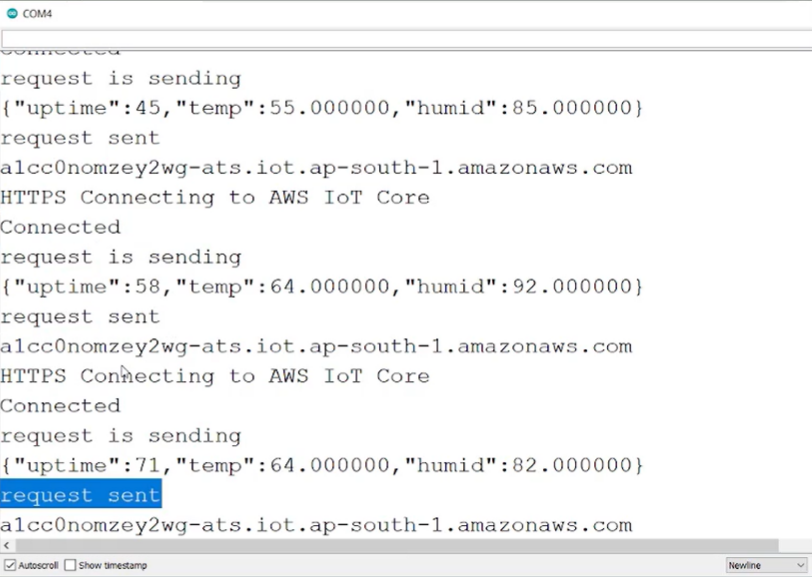 COM4
Connected
request is sending
{"uptime":45,"temp":55.000000,"humid":85.000000}
request sent
a1cc0nomzey2wg-ats.iot.ap-south-1.amazonaws.com
HTTPS Connecting to AWS IoT Core
Connected
request is sending
{"uptime":58,"temp":64.000000,"humid":92.000000}
request sent
a1cc0nomzey2wg-ats.iot.ap-south-1.amazonaws.com
HTTPS Connecting to AWS IoT Core
Connected
request is sending
{"uptime":71,"temp":64.000000,"humid":82.000000}
request sent
a1cc0nomzey2wg-ats.iot.ap-south-1.amazonaws.com
Autoscroll Show timestamp Newline